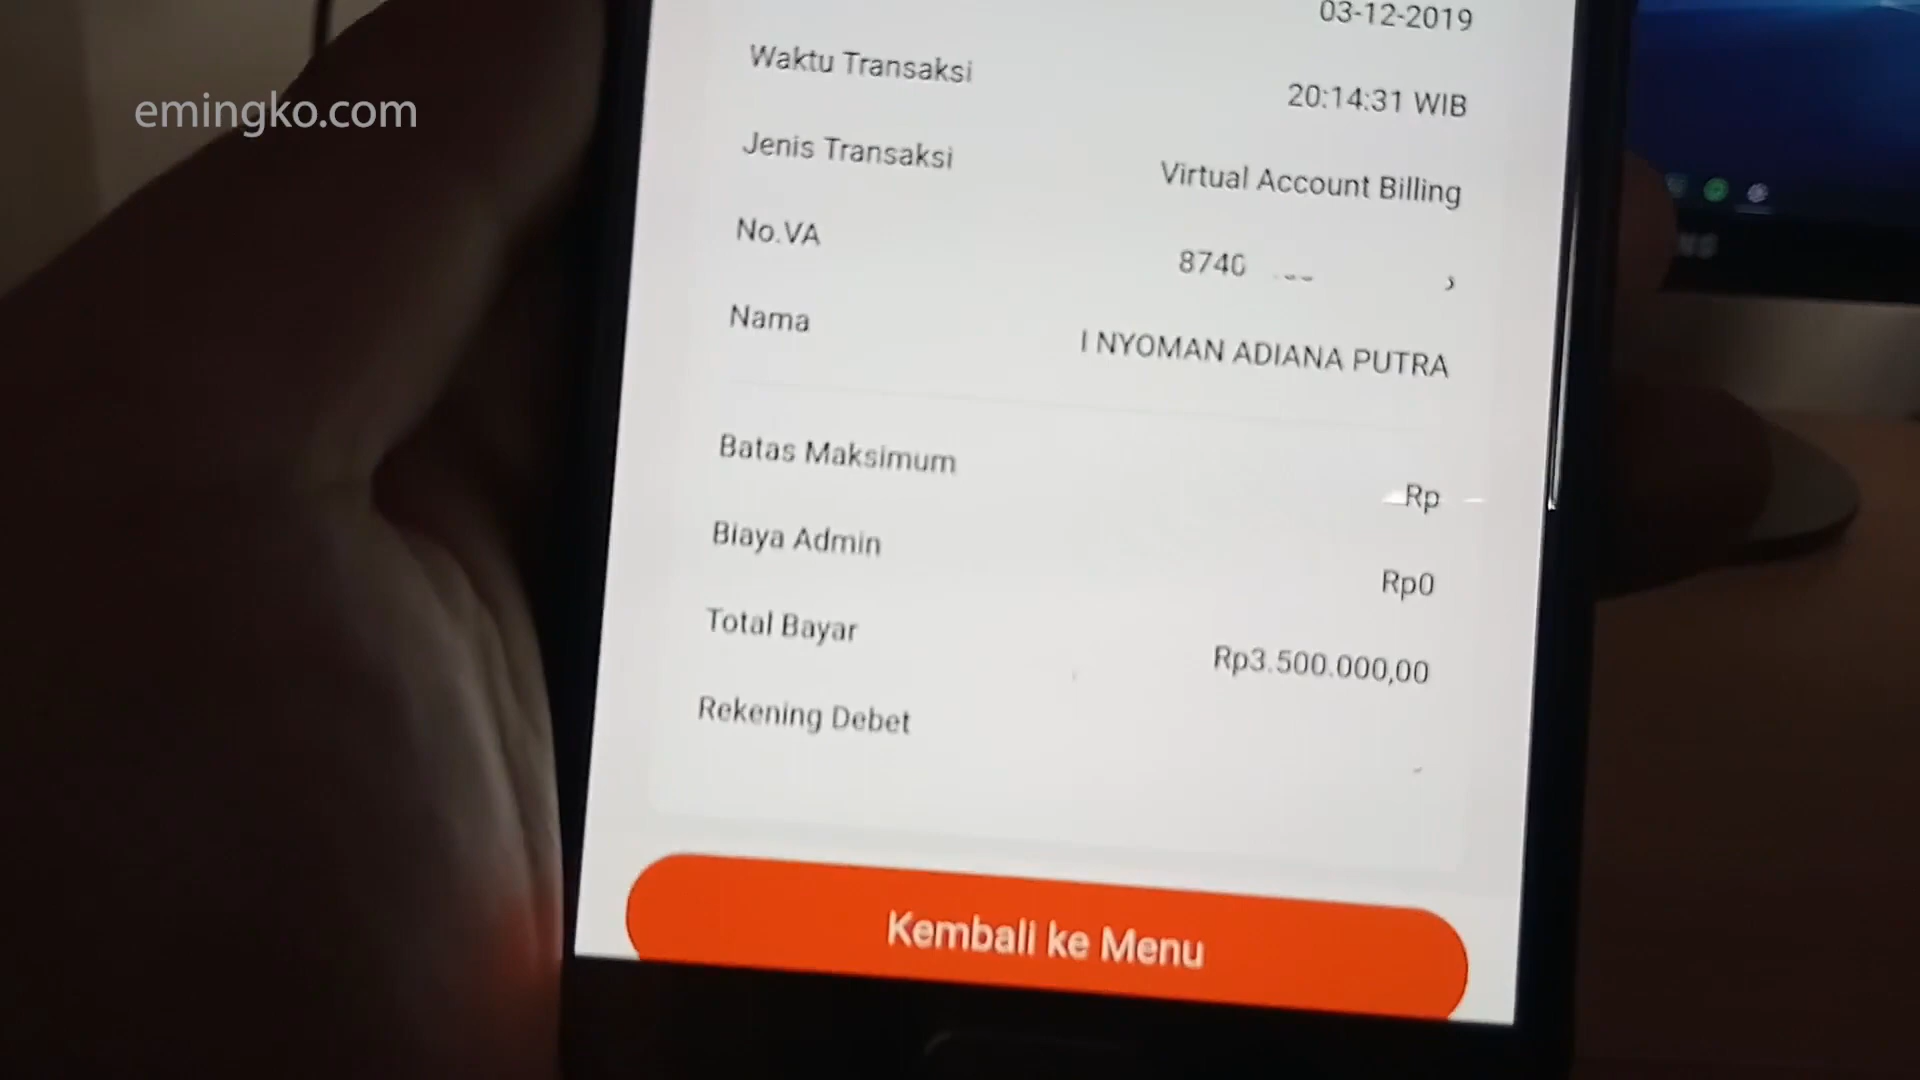 emingko.com
03-12-2019
Waktu Transaksi
20:14:31 WIB
Jenis Transaksi
Virtual Account Billing
No.VA
8740
Nama
I NYOMAN ADIANA PUTRA
Batas Maksimum
Rp
Biaya Admin
Rp0
Total Bayar
Rp3.500.000,00
Rekening Debet
Kembali ke Menu